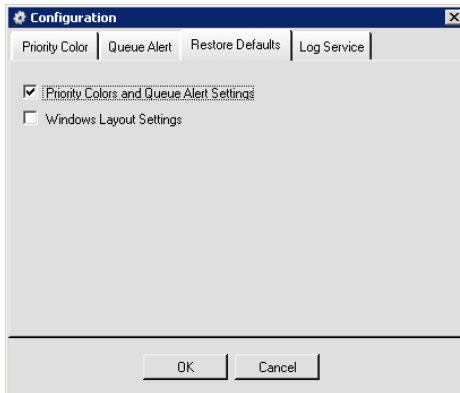 Configuration
Priority Color Queue Alert Restore Defaults Log Service
Priority Colors and Queue Alert Settings
Windows Layout Settings
OK Cancel